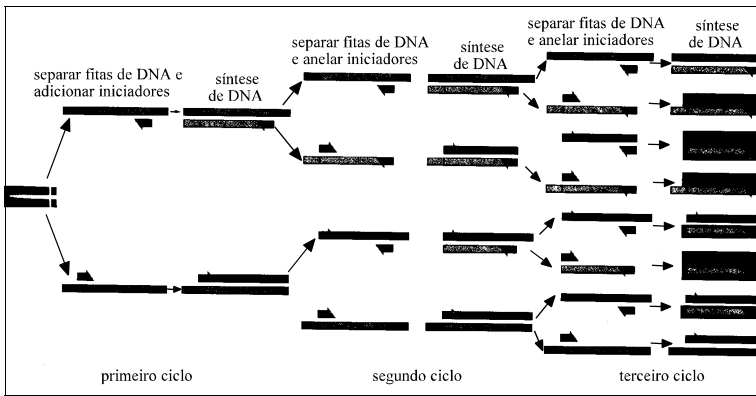 separar fitas de DNA e
adicionar iniciadores
síntese
de DNA
separar fitas de DNA
e anelar iniciadores
síntese
de DNA
separar fitas de DNA
e anelar iniciadores
síntese
de DNA
primeiro ciclo
segundo ciclo
terceiro ciclo